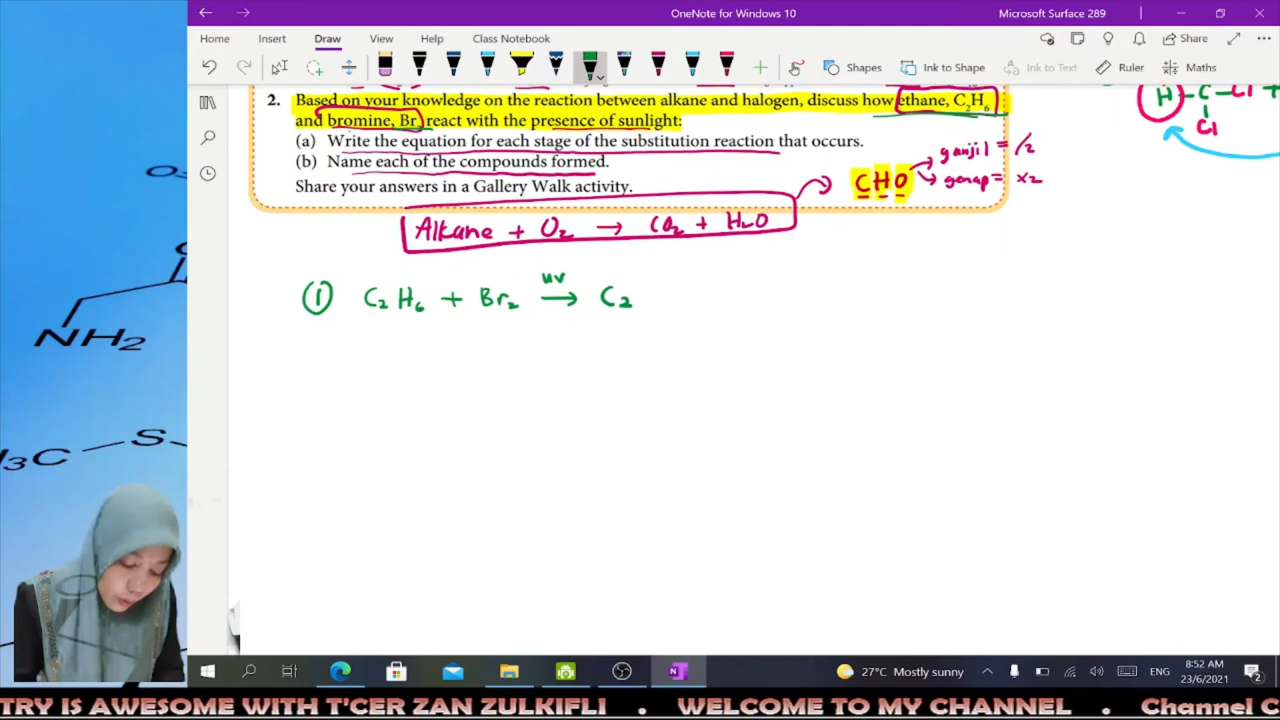 OneNote for Windows 10
Microsoft Surface 289
Home Insert Draw View Help Class Notebook
Share
Shapes Ink to Shape Ink to Text Ruler Maths
2. Based on your knowledge on the reaction between alkane and halogen, discuss how ethane, C2H6
and bromine, Br react with the presence of sunlight:
(a) Write the equation for each stage of the substitution reaction that occurs.
(b) Name each of the compounds formed.
Share your answers in a Gallery Walk activity.
CHO
ganjil = /2
genap = x2
H-C-Cl +
Cl
Alkane + O2 → CO2 + H2O
① C2H6 + Br2 uv → C2
NH2
H3C S
27°C Mostly sunny
ENG
8:52 AM
23/6/2021
2
TRY IS AWESOME WITH T'CER ZAN ZULKIFLI . WELCOME TO MY CHANNEL . Channel C